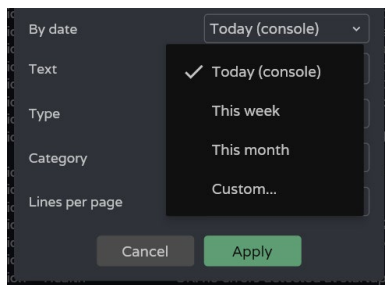 By date Today (console)
Text Today (console)
Type This week
Category This month
Lines per page Custom...
Cancel Apply